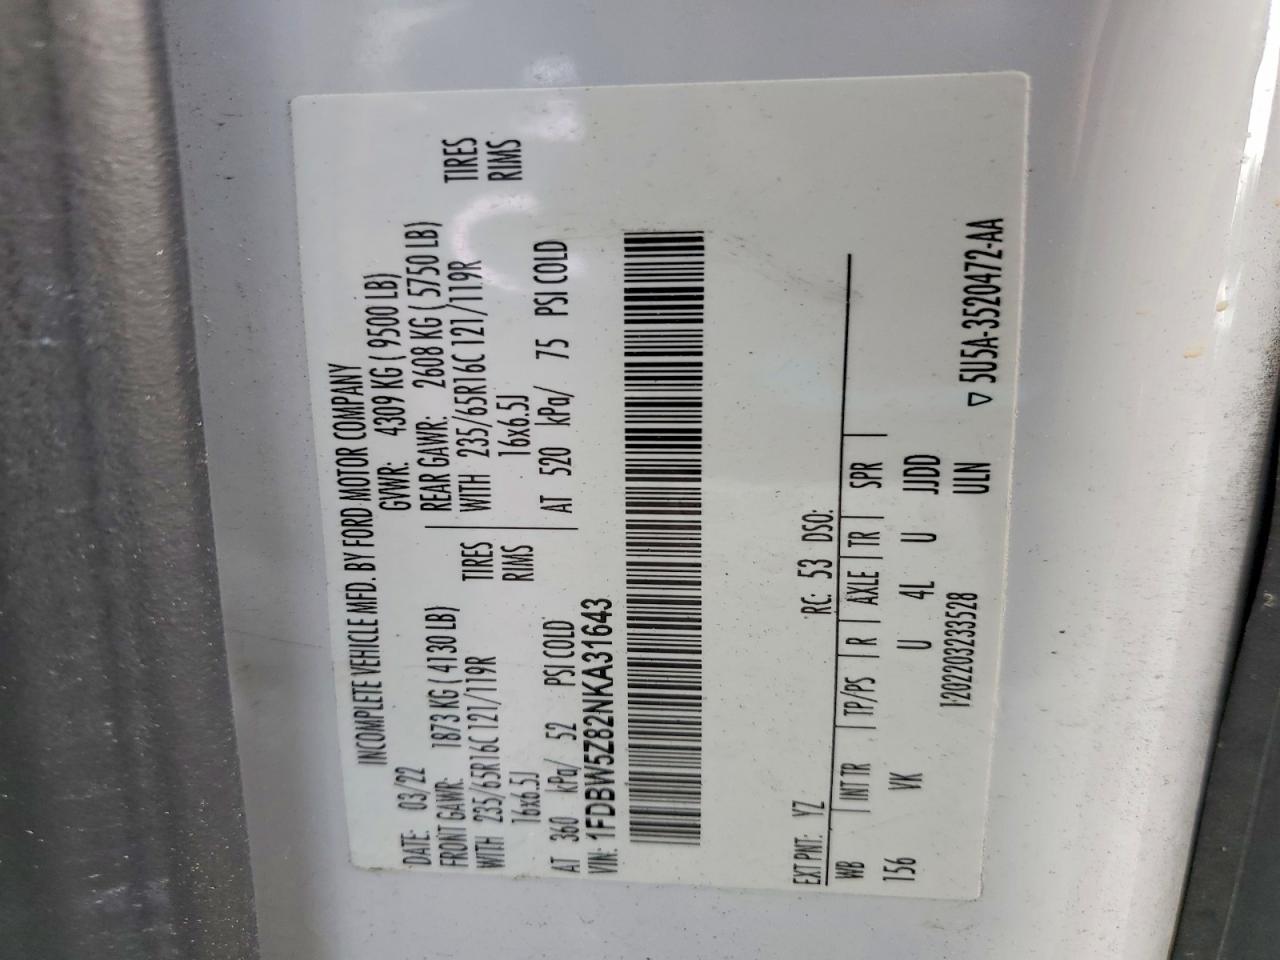 INCOMPLETE VEHICLE MFD. BY FORD MOTOR COMPANY
DATE: 03/22 GVWR: 4309 KG ( 9500 LB)
FRONT GAWR: 1873 KG ( 4130 LB) REAR GAWR: 2608 KG ( 5750 LB)
WITH 235/65R16C 121/119R TIRES WITH 235/65R16C 121/119R TIRES
16x6.5J RIMS 16x6.5J RIMS
AT 360 kPa/ 52 PSI COLD AT 520 kPa/ 75 PSI COLD
VIN: 1FDBW5Z82NKA31643
EXT PNT: YZ RC: 53 DSO:
WB INT TR TP/PS R AXLE TR SPR
156 VK U 4L U JJDD
1202203233528 ULN ▽ 5U5A-3520472-AA